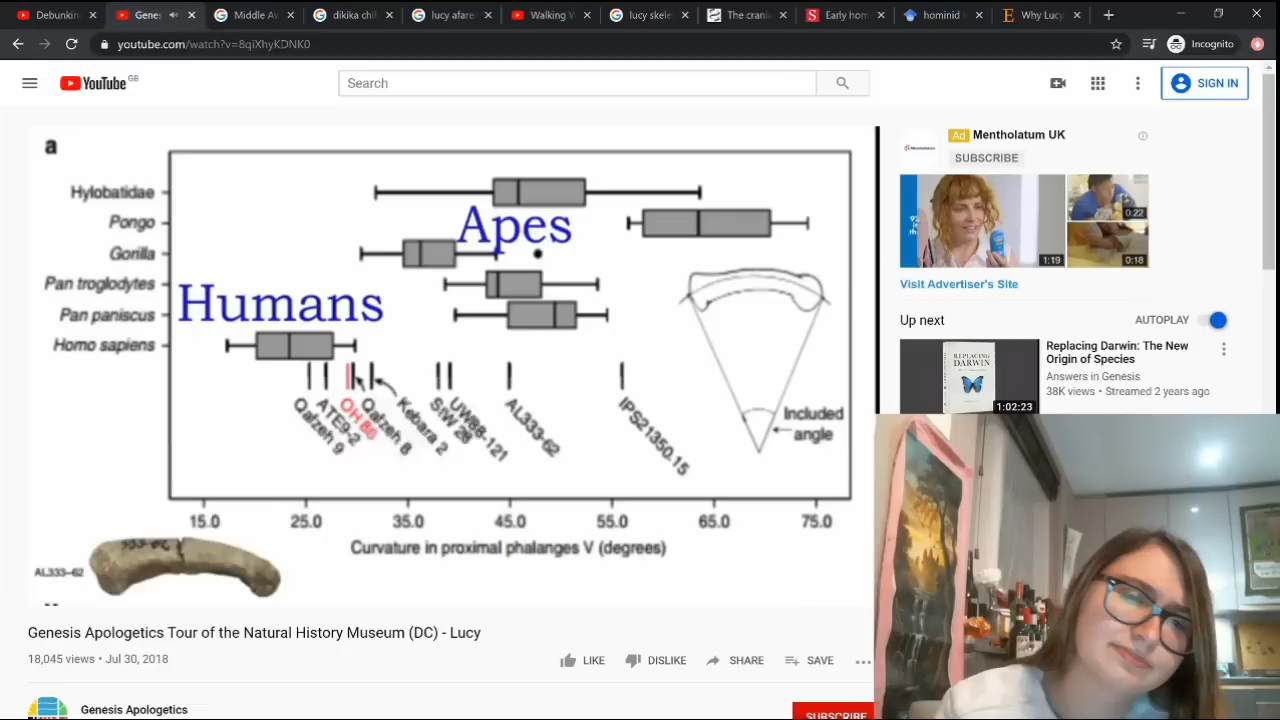 Debunkin
Genes
Middle Av
dikika chil
lucy afare
Walking V
lucy skele
The crania
Early hom
hominid t
Why Lucy
youtube.com/watch?v=8qiXhyKDNK0
Incognito
YouTube GB
Search
SIGN IN
a
Hylobatidae
Pongo
Gorilla
Pan troglodytes
Pan paniscus
Homo sapiens
Apes
Humans
Qafzeh 9
ATE9-2
OH 86
Qafzeh 8
Kebara 2
StW 28
UW88-121
AL333-62
IPS21350.15
Included
angle
15.0 25.0 35.0 45.0 55.0 65.0 75.0
Curvature in proximal phalanges V (degrees)
AL333-62
Ad Mentholatum UK
SUBSCRIBE
1:19
0:22
0:18
Visit Advertiser's Site
Up next
AUTOPLAY
REPLACING
DARWIN
1:02:23
Replacing Darwin: The New
Origin of Species
Answers in Genesis
38K views • Streamed 2 years ago
Genesis Apologetics Tour of the Natural History Museum (DC) - Lucy
18,045 views • Jul 30, 2018
LIKE
DISLIKE
SHARE
SAVE
Genesis Apologetics
SUBSCRIBE